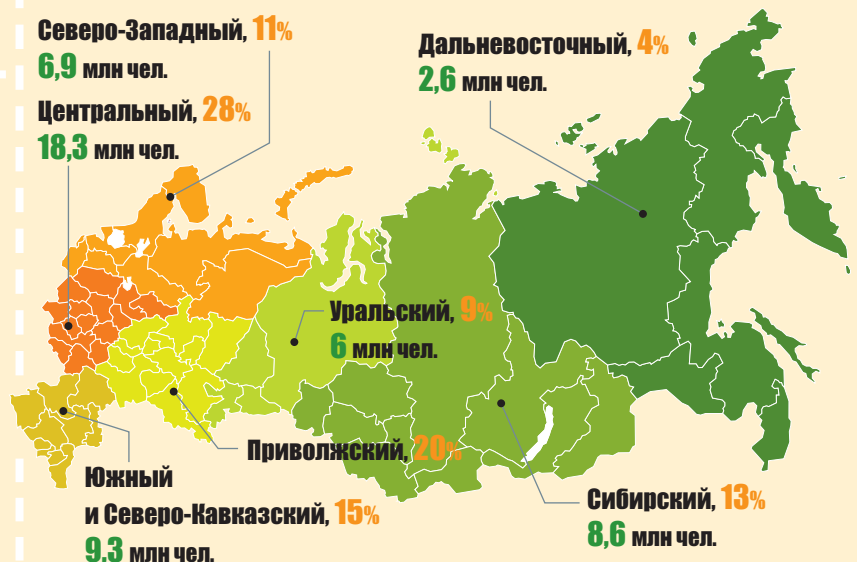 Северо-Западный, 11%
6,9 млн чел.
Центральный, 28%
18,3 млн чел.
Дальневосточный, 4%
2,6 млн чел.
Уральский, 9%
6 млн чел.
Приволжский, 20%
Южный
и Северо-Кавказский, 15%
9,3 млн чел.
Сибирский, 13%
8,6 млн чел.